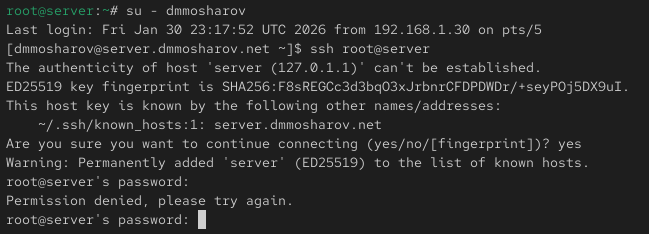 root@server:~# su - dmmosharov
Last login: Fri Jan 30 23:17:52 UTC 2026 from 192.168.1.30 on pts/5
[dmmosharov@server.dmmosharov.net ~]$ ssh root@server
The authenticity of host 'server (127.0.1.1)' can't be established.
ED25519 key fingerprint is SHA256:F8sREGCc3d3bqO3xJrbnrCFDPDWDr/+seyPOj5DX9uI.
This host key is known by the following other names/addresses:
    ~/.ssh/known_hosts:1: server.dmmosharov.net
Are you sure you want to continue connecting (yes/no/[fingerprint])? yes
Warning: Permanently added 'server' (ED25519) to the list of known hosts.
root@server's password:
Permission denied, please try again.
root@server's password: